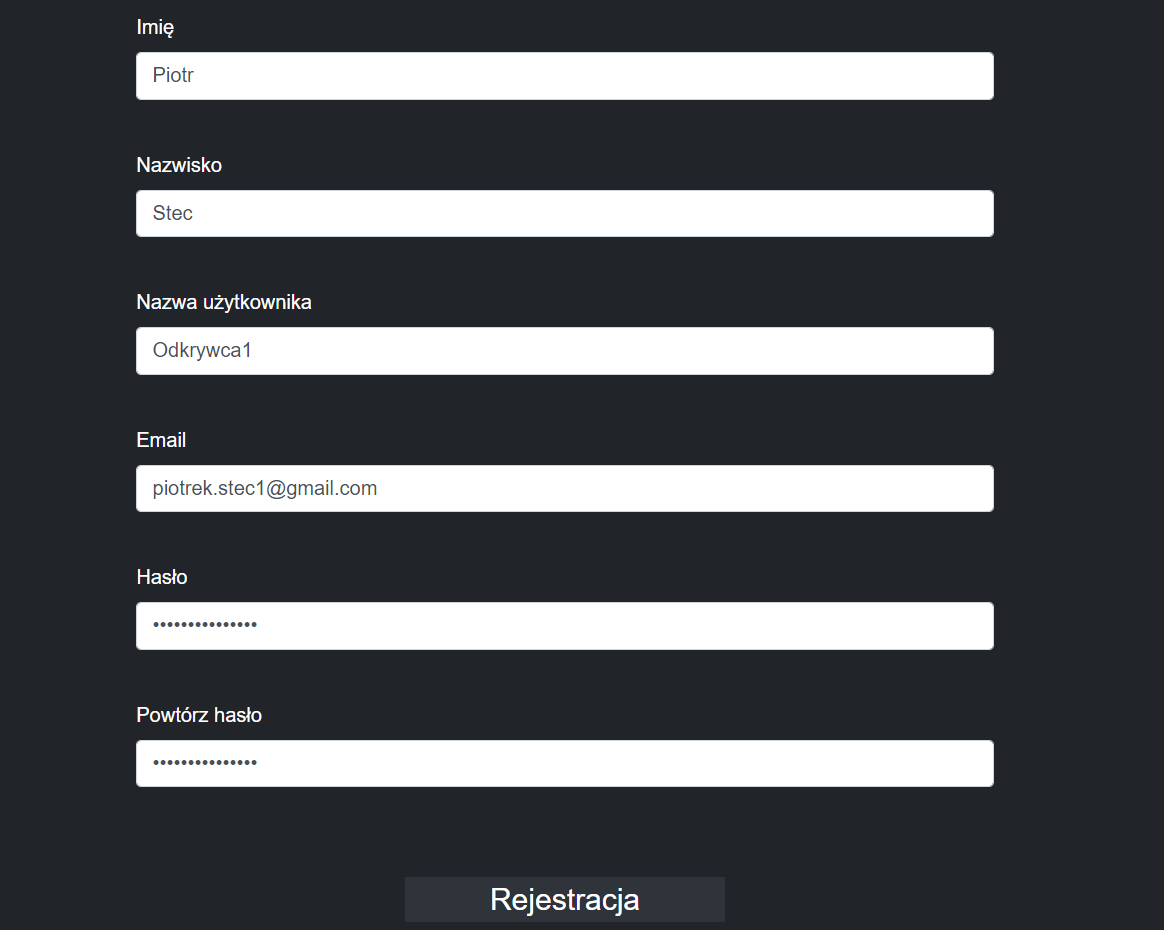 Imię
Piotr
Nazwisko
Stec
Nazwa użytkownika
Odkrywca1
Email
piotrek.stec1@gmail.com
Hasło
•••••••••••••••
Powtórz hasło
•••••••••••••••
Rejestracja